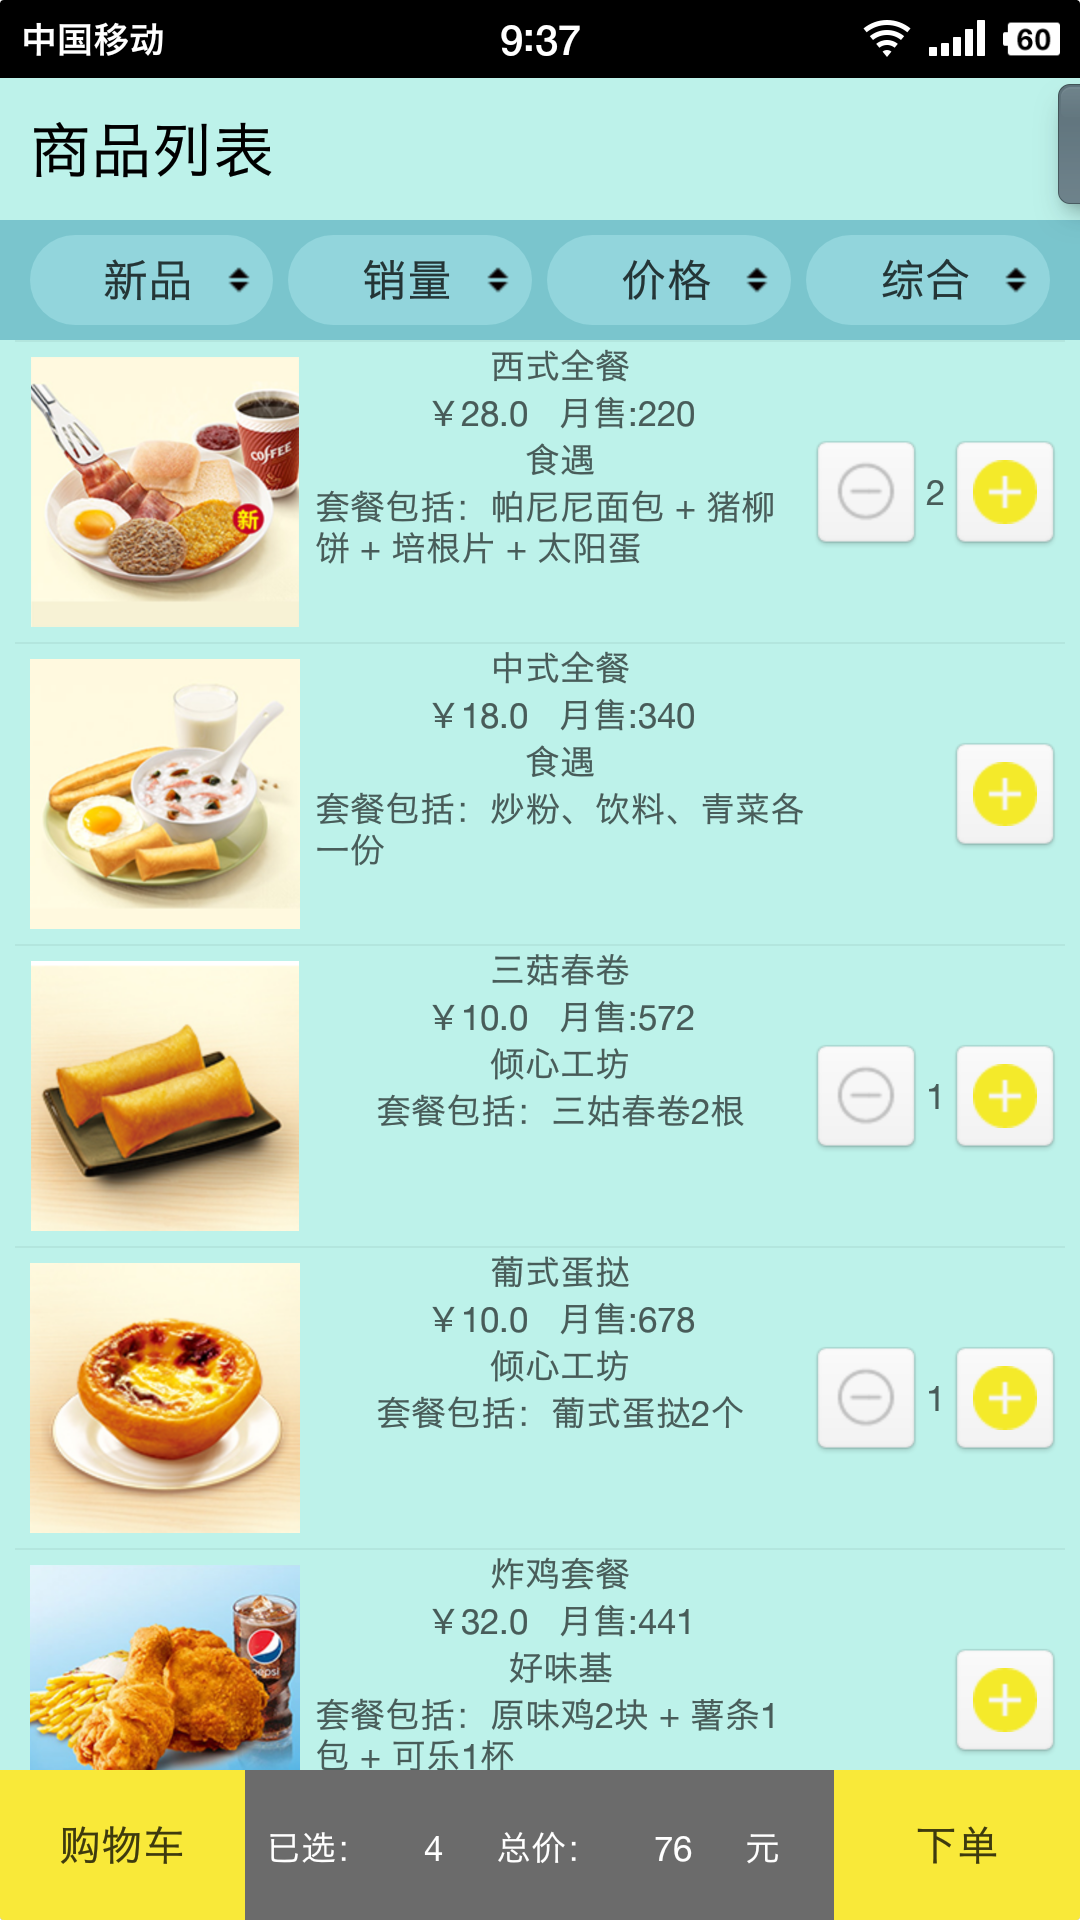 中国移动 9:37 60
商品列表
新品 销量 价格 综合
西式全餐
￥28.0 月售:220
食遇
套餐包括：帕尼尼面包 + 猪柳
饼 + 培根片 + 太阳蛋
2
COFFEE
新
中式全餐
￥18.0 月售:340
食遇
套餐包括：炒粉、饮料、青菜各
一份
三菇春卷
￥10.0 月售:572
倾心工坊
套餐包括：三姑春卷2根
1
葡式蛋挞
￥10.0 月售:678
倾心工坊
套餐包括：葡式蛋挞2个
1
炸鸡套餐
￥32.0 月售:441
好味基
套餐包括：原味鸡2块 + 薯条1
包 + 可乐1杯
pepsi
购物车 已选： 4 总价： 76 元 下单